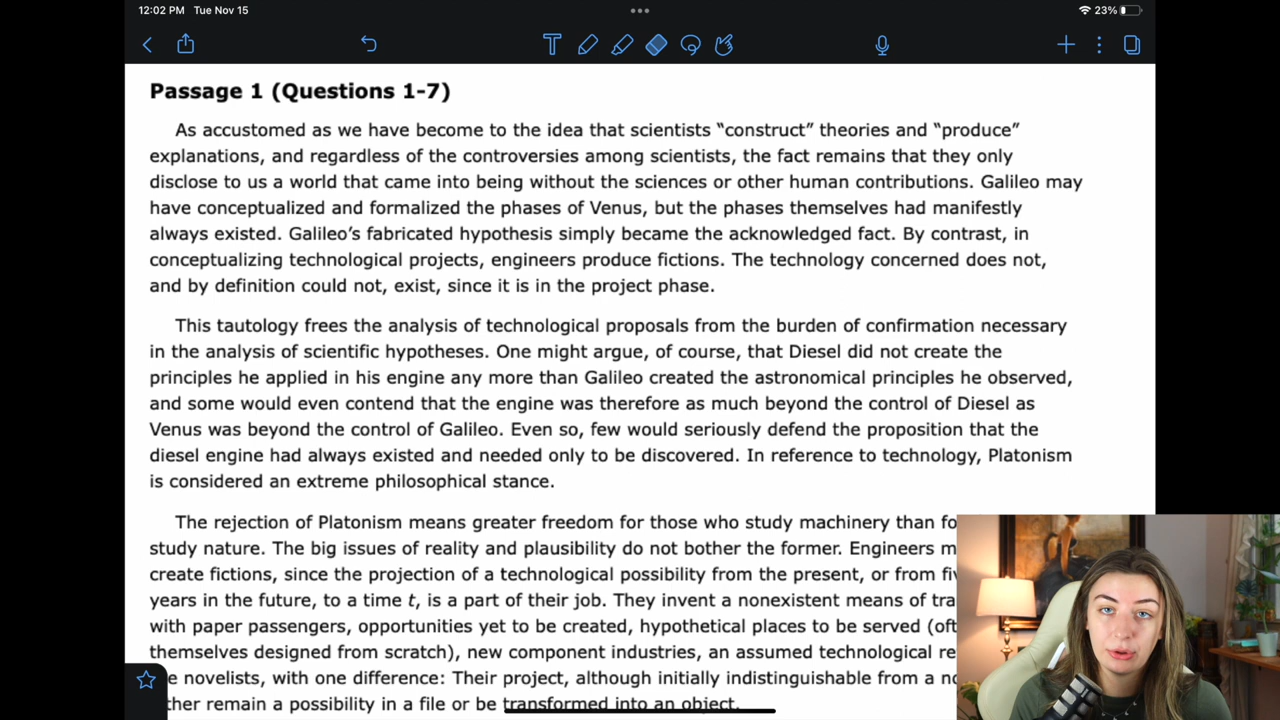 12:02 PM Tue Nov 15
23%
Passage 1 (Questions 1-7)
As accustomed as we have become to the idea that scientists “construct” theories and “produce”
explanations, and regardless of the controversies among scientists, the fact remains that they only
disclose to us a world that came into being without the sciences or other human contributions. Galileo may
have conceptualized and formalized the phases of Venus, but the phases themselves had manifestly
always existed. Galileo’s fabricated hypothesis simply became the acknowledged fact. By contrast, in
conceptualizing technological projects, engineers produce fictions. The technology concerned does not,
and by definition could not, exist, since it is in the project phase.
This tautology frees the analysis of technological proposals from the burden of confirmation necessary
in the analysis of scientific hypotheses. One might argue, of course, that Diesel did not create the
principles he applied in his engine any more than Galileo created the astronomical principles he observed,
and some would even contend that the engine was therefore as much beyond the control of Diesel as
Venus was beyond the control of Galileo. Even so, few would seriously defend the proposition that the
diesel engine had always existed and needed only to be discovered. In reference to technology, Platonism
is considered an extreme philosophical stance.
The rejection of Platonism means greater freedom for those who study machinery than
study nature. The big issues of reality and plausibility do not bother the former. Engineers
create fictions, since the projection of a technological possibility from the present, or from
years in the future, to a time t, is a part of their job. They invent a nonexistent means of
with paper passengers, opportunities yet to be created, hypothetical places to be served
themselves designed from scratch), new component industries, an assumed technological
novelists, with one difference: Their project, although initially indistinguishable from a
remain a possibility in a file or be transformed into an object.